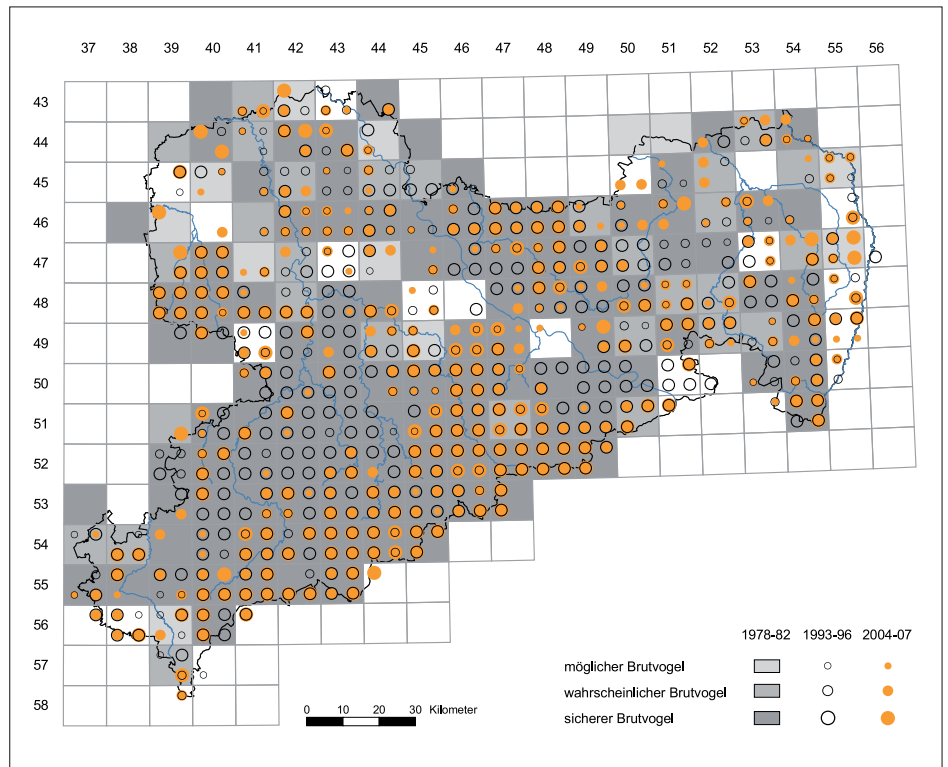 37 38 39 40 41 42 43 44 45 46 47 48 49 50 51 52 53 54 55 56
43
44
45
46
47
48
49
50
51
52
53
54
55
56
57
58
1978-82 1993-96 2004-07
möglicher Brutvogel
wahrscheinlicher Brutvogel
sicherer Brutvogel
0 10 20 30 Kilometer